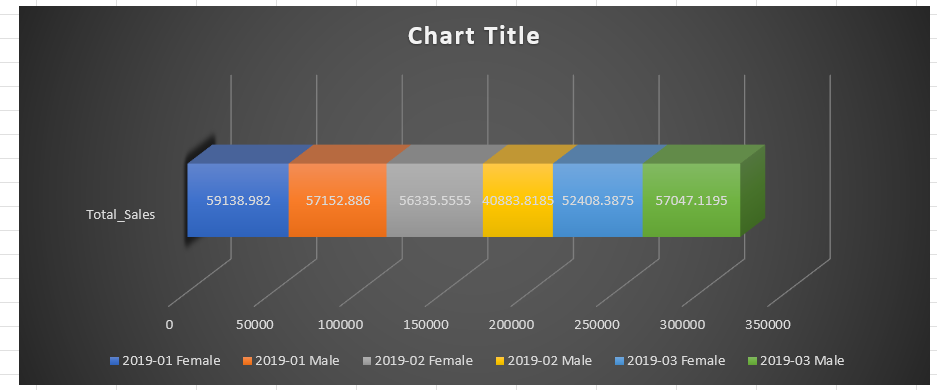 Chart Title
59138.982 57152.886 56335.5555 40883.8185 52408.3875 57047.1195
Total_Sales
0 50000 100000 150000 200000 250000 300000 350000
2019-01 Female 2019-01 Male 2019-02 Female 2019-02 Male 2019-03 Female 2019-03 Male